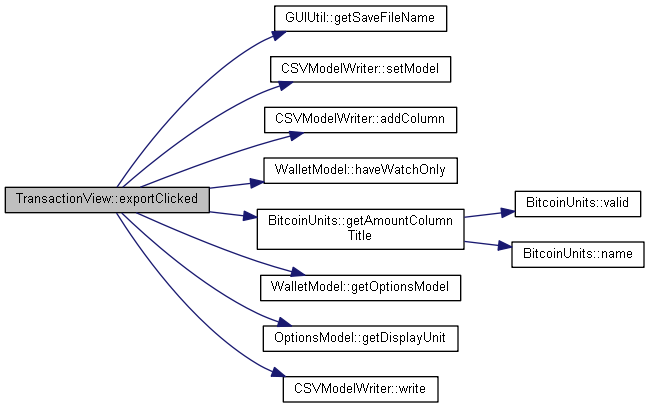 GUIUtil::getSaveFileName
CSVModelWriter::setModel
CSVModelWriter::addColumn
WalletModel::haveWatchOnly
TransactionView::exportClicked
BitcoinUnits::getAmountColumn
Title
BitcoinUnits::valid
BitcoinUnits::name
WalletModel::getOptionsModel
OptionsModel::getDisplayUnit
CSVModelWriter::write